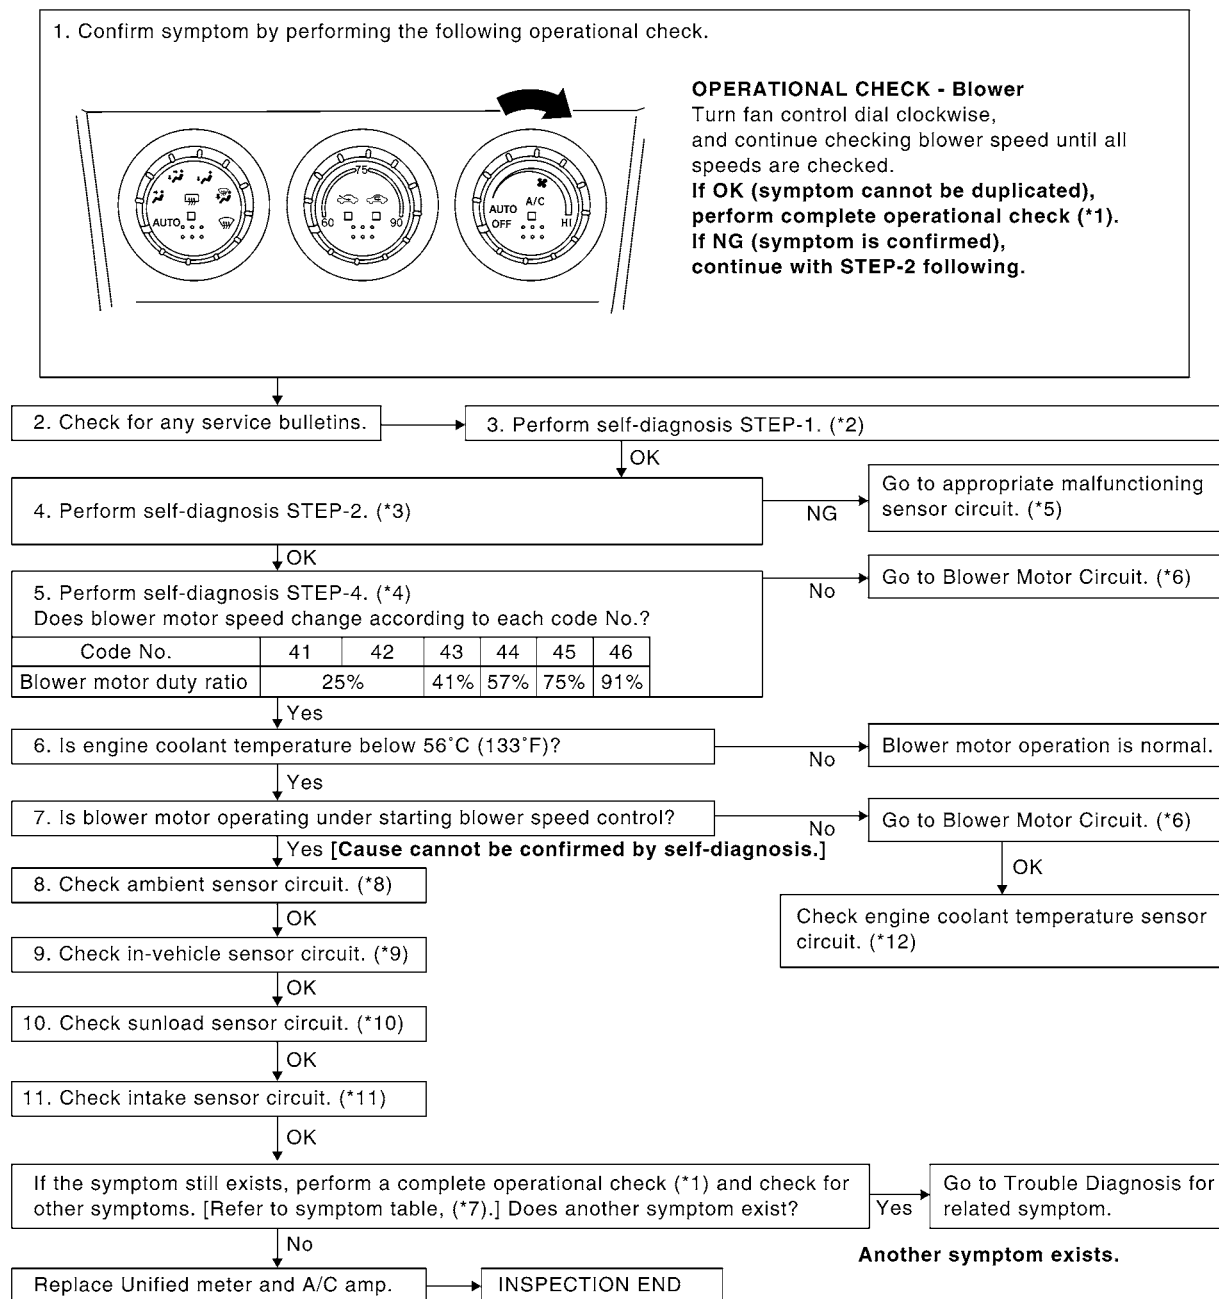 1. Confirm symptom by performing the following operational check.
OPERATIONAL CHECK - Blower
Turn fan control dial clockwise,
and continue checking blower speed until all
speeds are checked.
If OK (symptom cannot be duplicated),
perform complete operational check (*1).
If NG (symptom is confirmed),
continue with STEP-2 following.
AUTO
75
60 90
A/C
AUTO
OFF
HI
2. Check for any service bulletins.
3. Perform self-diagnosis STEP-1. (*2)
OK
4. Perform self-diagnosis STEP-2. (*3)
NG
Go to appropriate malfunctioning
sensor circuit. (*5)
OK
5. Perform self-diagnosis STEP-4. (*4)
Does blower motor speed change according to each code No.?
No
Go to Blower Motor Circuit. (*6)
Code No. 41 42 43 44 45 46
Blower motor duty ratio 25% 41% 57% 75% 91%
Yes
6. Is engine coolant temperature below 56˚C (133˚F)?
No
Blower motor operation is normal.
Yes
7. Is blower motor operating under starting blower speed control?
No
Go to Blower Motor Circuit. (*6)
Yes [Cause cannot be confirmed by self-diagnosis.]
OK
Check engine coolant temperature sensor
circuit. (*12)
8. Check ambient sensor circuit. (*8)
OK
9. Check in-vehicle sensor circuit. (*9)
OK
10. Check sunload sensor circuit. (*10)
OK
11. Check intake sensor circuit. (*11)
OK
If the symptom still exists, perform a complete operational check (*1) and check for
other symptoms. [Refer to symptom table, (*7).] Does another symptom exist?
Yes
Go to Trouble Diagnosis for
related symptom.
Another symptom exists.
No
Replace Unified meter and A/C amp.
INSPECTION END